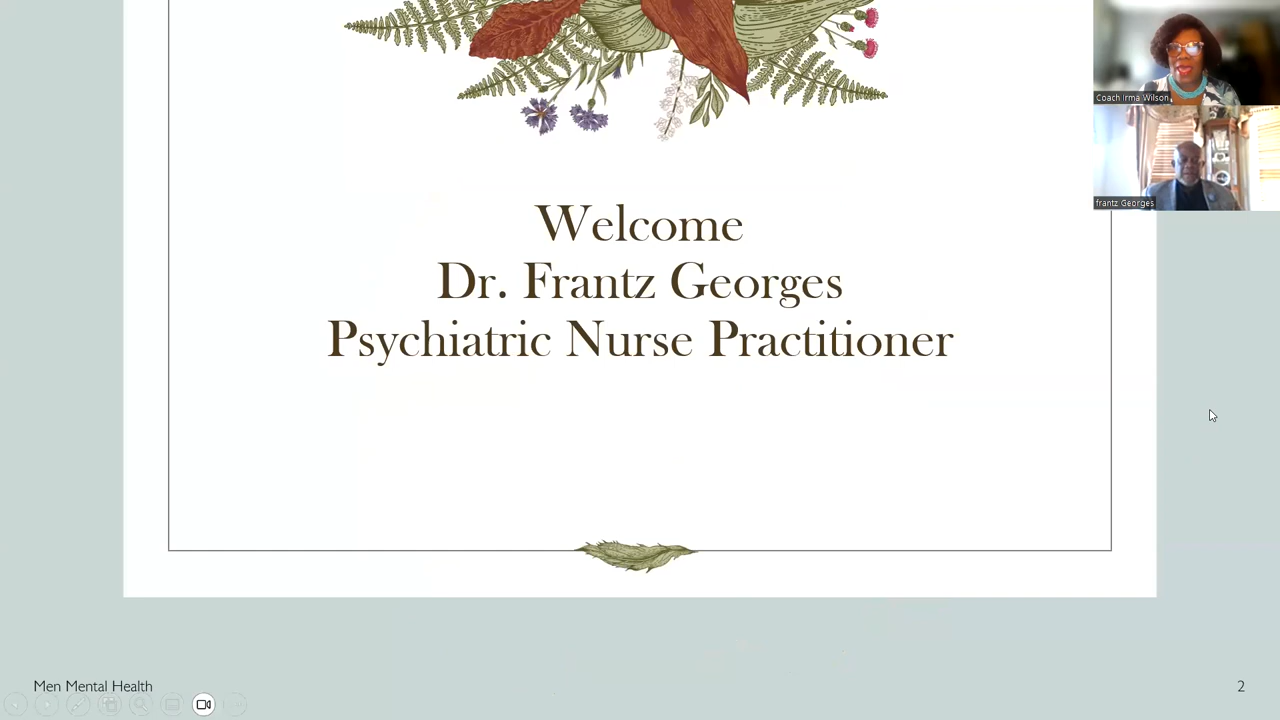 Coach Irma Wilson
frantz Georges
Welcome
Dr. Frantz Georges
Psychiatric Nurse Practitioner
Men Mental Health
2